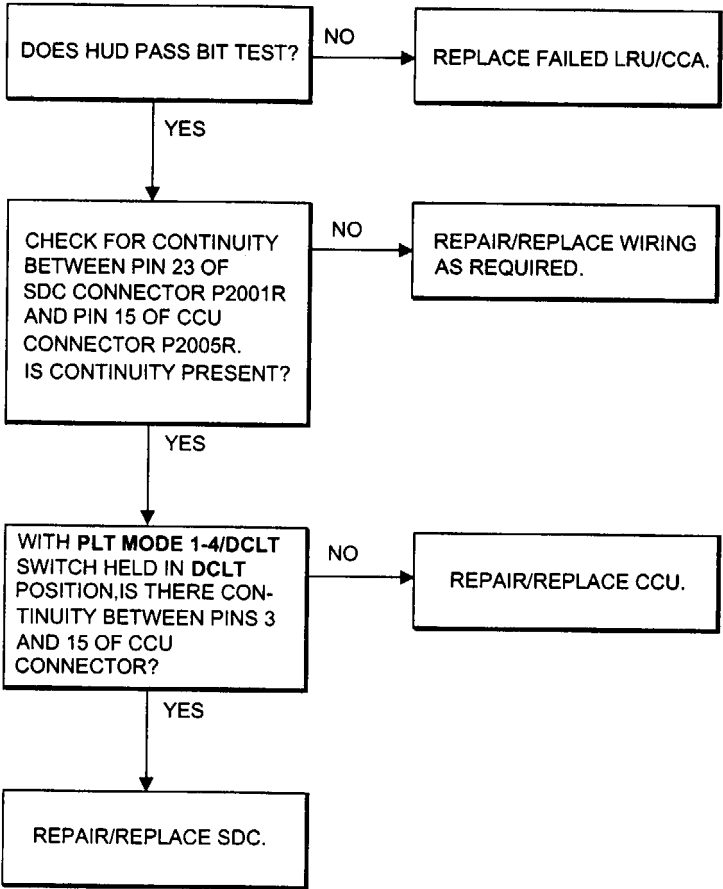 DOES HUD PASS BIT TEST?
NO
REPLACE FAILED LRU/CCA.
YES
CHECK FOR CONTINUITY
BETWEEN PIN 23 OF
SDC CONNECTOR P2001R
AND PIN 15 OF CCU
CONNECTOR P2005R.
IS CONTINUITY PRESENT?
NO
REPAIR/REPLACE WIRING
AS REQUIRED.
YES
WITH PLT MODE 1-4/DCLT
SWITCH HELD IN DCLT
POSITION,IS THERE CON-
TINUITY BETWEEN PINS 3
AND 15 OF CCU
CONNECTOR?
NO
REPAIR/REPLACE CCU.
YES
REPAIR/REPLACE SDC.